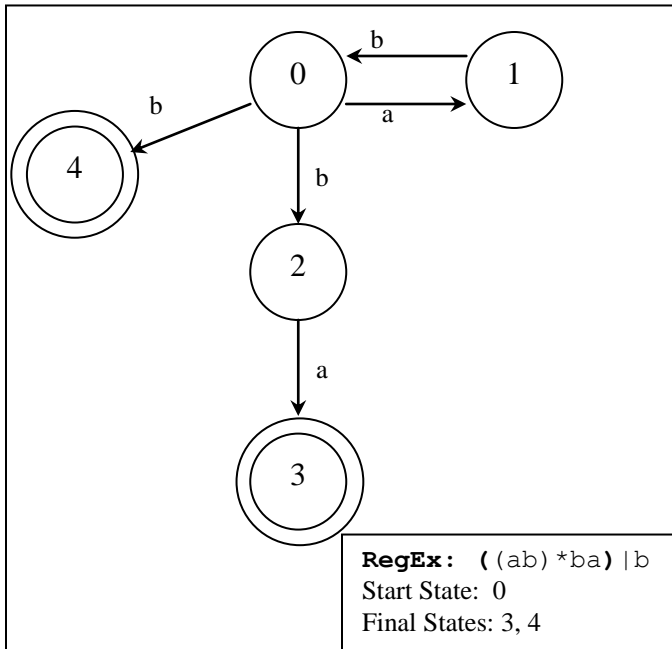 b
0
1
a
b
4
b
2
a
3
RegEx: ((ab)*ba)|b
Start State: 0
Final States: 3, 4